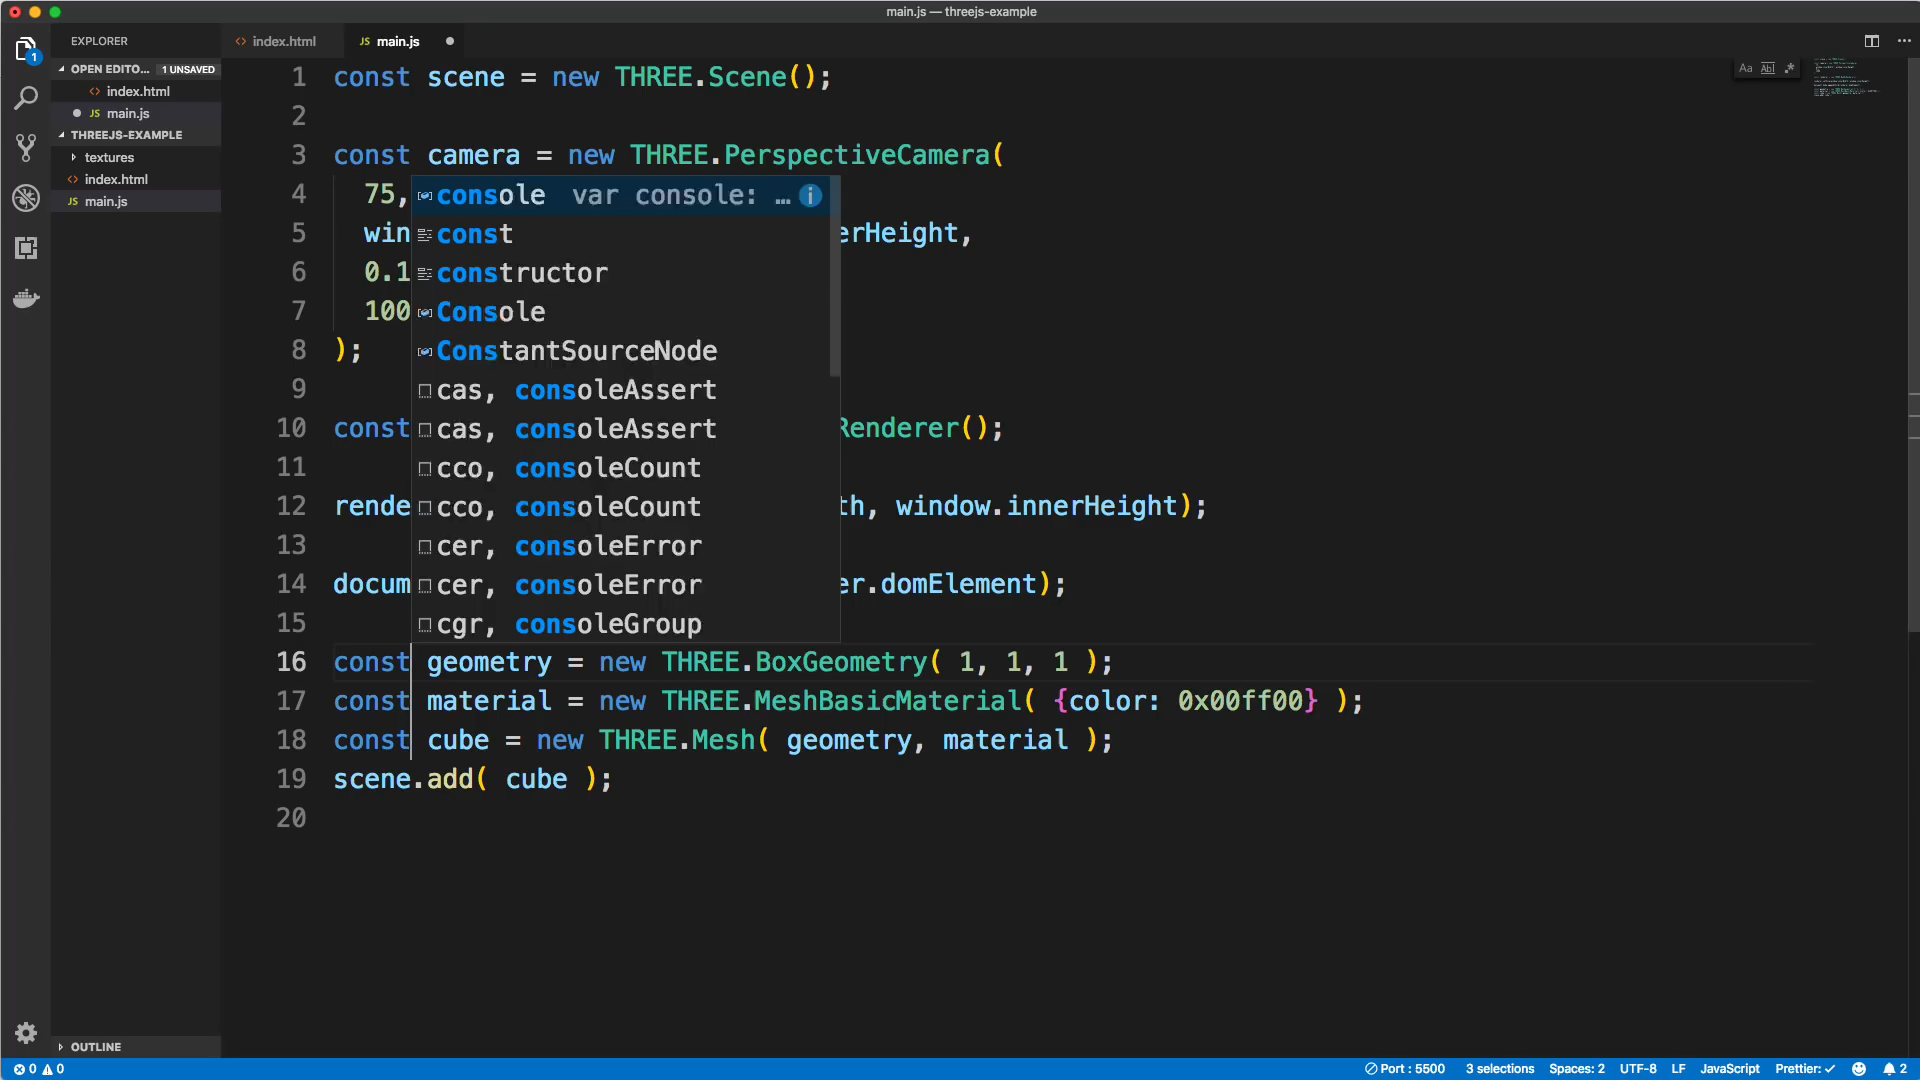 main.js — threejs-example
EXPLORER
index.html
JS main.js
OPEN EDITO... 1 UNSAVED
index.html
JS main.js
THREEJS-EXAMPLE
textures
index.html
JS main.js
OUTLINE
1
Aa Abl .*
1 const scene = new THREE.Scene();
2
3 const camera = new THREE.PerspectiveCamera(
4 75,
5 win erHeight,
6 0.1
7 100
8 );
9
10 const Renderer();
11
12 rende th, window.innerHeight);
13
14 docum er.domElement);
15
16 const geometry = new THREE.BoxGeometry( 1, 1, 1 );
17 const material = new THREE.MeshBasicMaterial( {color: 0x00ff00} );
18 const cube = new THREE.Mesh( geometry, material );
19 scene.add( cube );
20
console var console: …
const
constructor
Console
ConstantSourceNode
cas, consoleAssert
cas, consoleAssert
cco, consoleCount
cco, consoleCount
cer, consoleError
cer, consoleError
cgr, consoleGroup
0 0
Port : 5500 3 selections Spaces: 2 UTF-8 LF JavaScript Prettier: ✓ 2